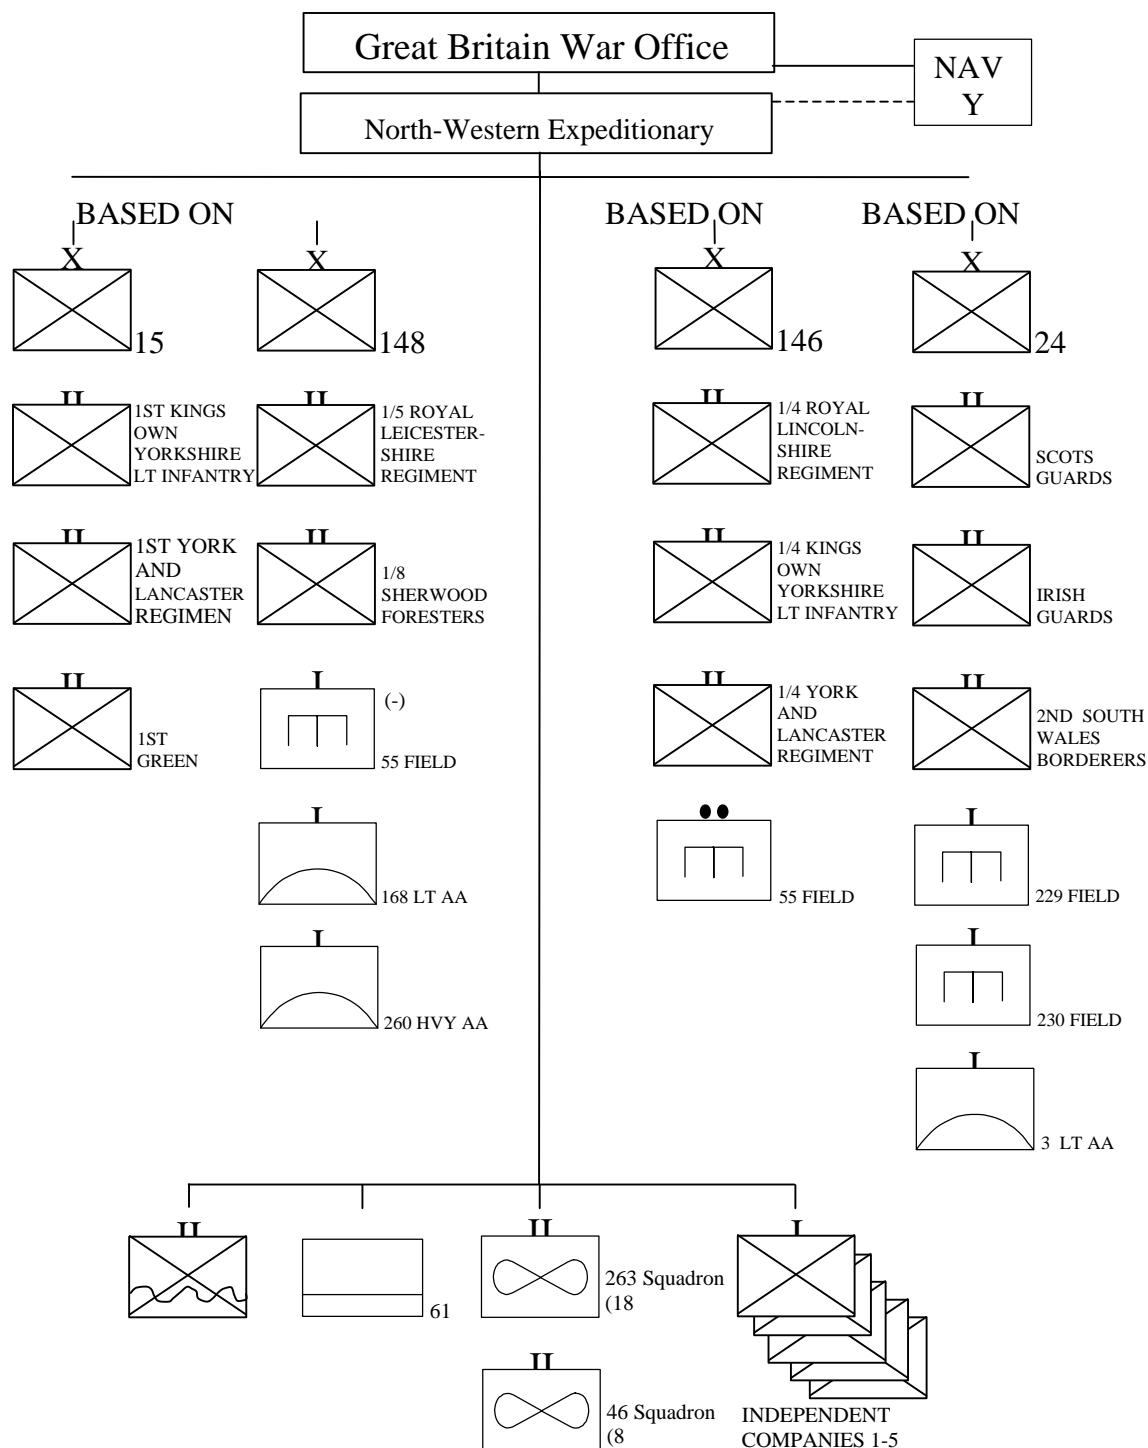 Great Britain War Office
NAV
Y
North-Western Expeditionary
BASED ON
BASED ON
BASED ON
X
X
X
X
15
148
146
24
II
1ST KINGS
OWN
YORKSHIRE
LT INFANTRY
II
1/5 ROYAL
LEICESTER-
SHIRE
REGIMENT
II
1/4 ROYAL
LINCOLN-
SHIRE
REGIMENT
II
SCOTS
GUARDS
II
1ST YORK
AND
LANCASTER
REGIMEN
II
1/8
SHERWOOD
FORESTERS
II
1/4 KINGS
OWN
YORKSHIRE
LT INFANTRY
II
IRISH
GUARDS
II
1ST
GREEN
I
(-)
55 FIELD
II
1/4 YORK
AND
LANCASTER
REGIMENT
II
2ND SOUTH
WALES
BORDERERS
I
168 LT AA
55 FIELD
I
229 FIELD
I
260 HVY AA
I
230 FIELD
I
3 LT AA
II
61
II
263 Squadron
(18
I
II
46 Squadron
(8
INDEPENDENT
COMPANIES 1-5